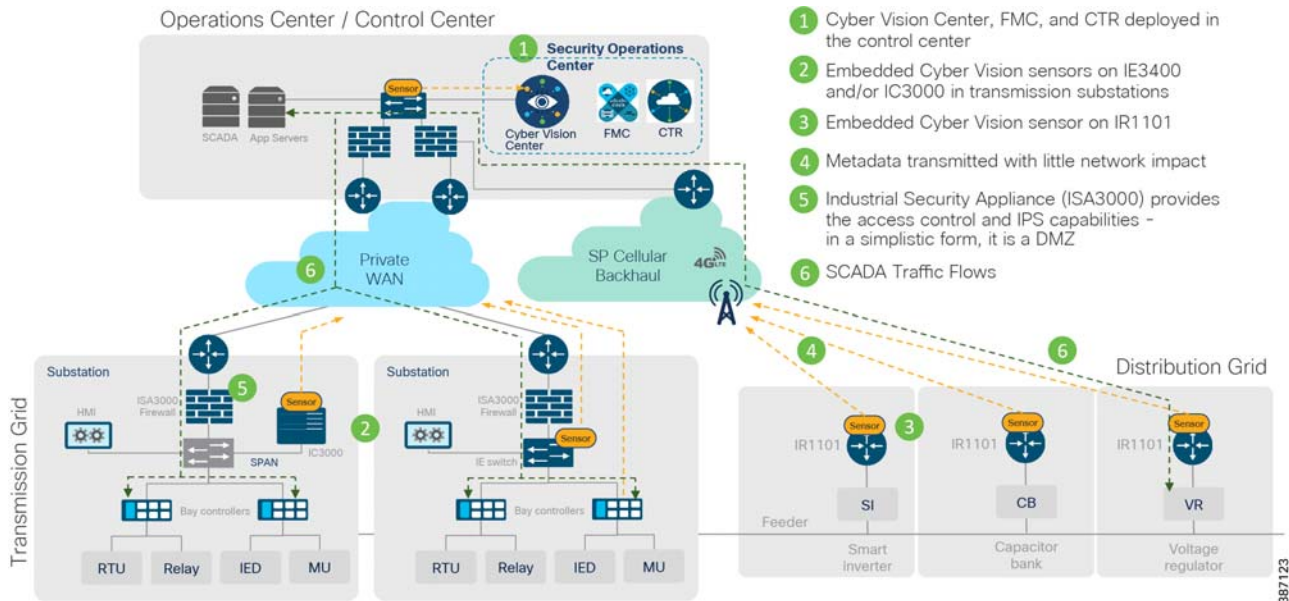 Operations Center / Control Center
1
Security Operations
Center
Sensor
SCADA
App Servers
Cyber Vision
Center
FMC
CTR
1
Cyber Vision Center, FMC, and CTR deployed in
the control center
2
Embedded Cyber Vision sensors on IE3400
and/or IC3000 in transmission substations
3
Embedded Cyber Vision sensor on IR1101
4
Metadata transmitted with little network impact
5
Industrial Security Appliance (ISA3000) provides
the access control and IPS capabilities -
in a simplistic form, it is a DMZ
6
SCADA Traffic Flows
6
Private
WAN
SP Cellular
Backhaul
4G LTE
Transmission Grid
Substation
5
ISA3000
Firewall
HMI
Sensor
IC3000
SPAN
2
Bay controllers
RTU
Relay
IED
MU
Substation
ISA3000
Firewall
HMI
Sensor
IE switch
Bay controllers
RTU
Relay
IED
MU
4
6
Distribution Grid
Sensor
IR1101
3
SI
Sensor
IR1101
CB
Sensor
IR1101
VR
Feeder
Smart
inverter
Capacitor
bank
Voltage
regulator
387123